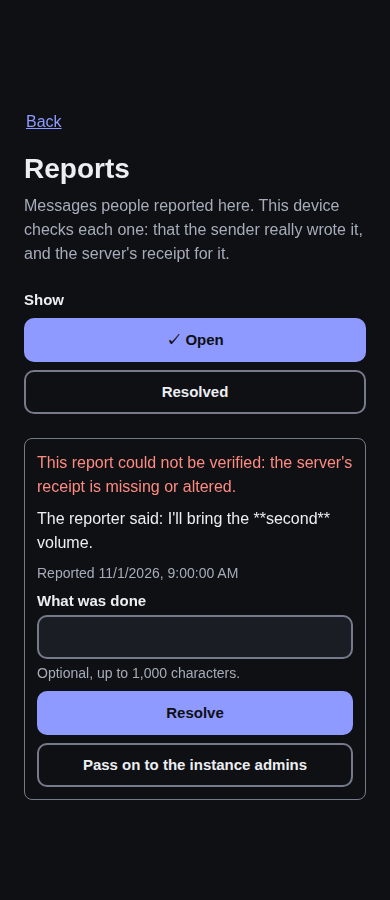 Back
Reports
Messages people reported here. This device
checks each one: that the sender really wrote it,
and the server's receipt for it.
Show
✓ Open
Resolved
This report could not be verified: the server's
receipt is missing or altered.
The reporter said: I'll bring the **second**
volume.
Reported 11/1/2026, 9:00:00 AM
What was done
Optional, up to 1,000 characters.
Resolve
Pass on to the instance admins